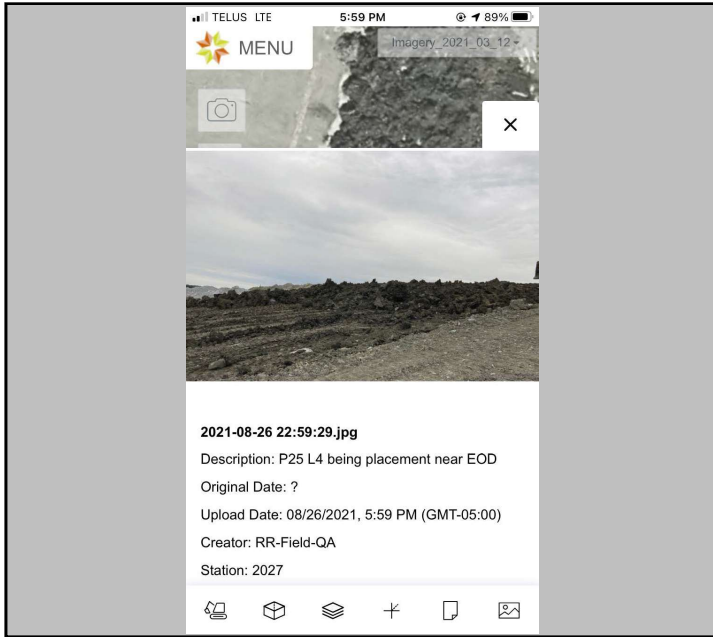 TELUS LTE 5:59 PM 89%
MENU
Imagery_2021_03_12
2021-08-26 22:59:29.jpg
Description: P25 L4 being placement near EOD
Original Date: ?
Upload Date: 08/26/2021, 5:59 PM (GMT-05:00)
Creator: RR-Field-QA
Station: 2027